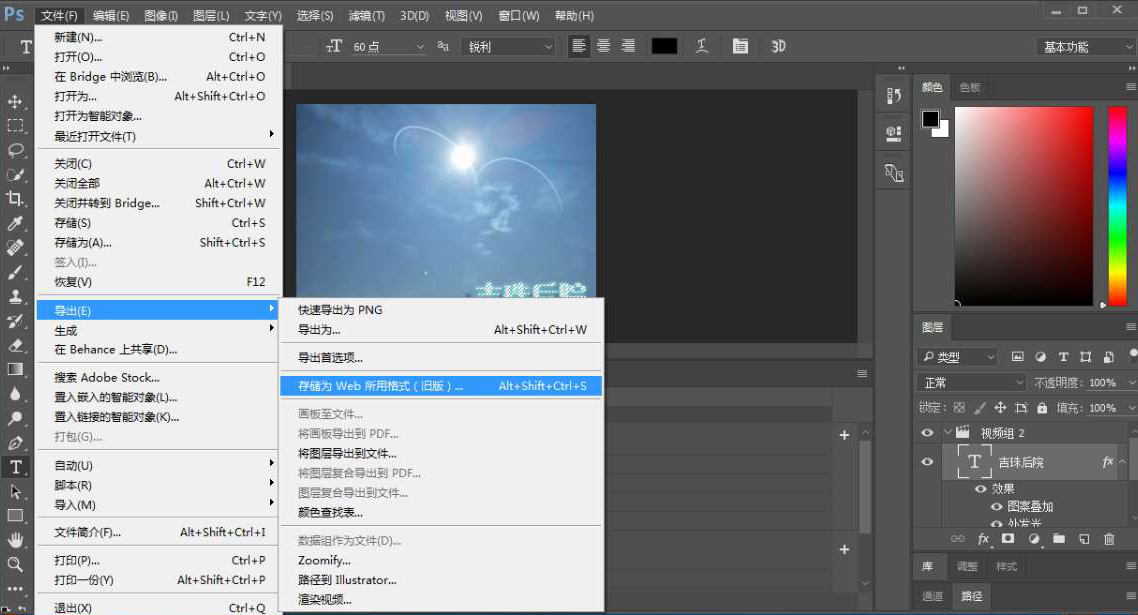 Ps 文件(F) 编辑(E) 图像(I) 图层(L) 文字(Y) 选择(S) 滤镜(T) 3D(D) 视图(V) 窗口(W) 帮助(H)
T 60 点 aa 锐利 3D 基本功能
新建(N)... Ctrl+N
打开(O)... Ctrl+O
在 Bridge 中浏览(B)... Alt+Ctrl+O
打开为... Alt+Shift+Ctrl+O
打开为智能对象...
最近打开文件(T)
关闭(C) Ctrl+W
关闭全部 Alt+Ctrl+W
关闭并转到 Bridge... Shift+Ctrl+W
存储(S) Ctrl+S
存储为(A)... Shift+Ctrl+S
签入(I)...
恢复(V) F12
导出(E)
生成
在 Behance 上共享(D)...
搜索 Adobe Stock...
置入嵌入的智能对象(L)...
置入链接的智能对象(K)...
打包(G)...
自动(U)
脚本(R)
导入(M)
文件简介(F)... Alt+Shift+Ctrl+I
打印(P)... Ctrl+P
打印一份(Y) Alt+Shift+Ctrl+P
退出(X) Ctrl+Q
吉珠后院
快速导出为 PNG
导出为... Alt+Shift+Ctrl+W
导出首选项...
存储为 Web 所用格式（旧版）... Alt+Shift+Ctrl+S
画板至文件...
将画板导出到 PDF...
将图层导出到文件...
将图层复合导出到 PDF...
图层复合导出到文件...
颜色查找表...
数据组作为文件(D)...
Zoomify...
路径到 Illustrator...
渲染视频...
颜色 色板
图层
类型
正常 不透明度: 100%
锁定: 填充: 100%
视频组 2
T 吉珠后院 fx
效果
图案叠加
外发光
fx
库 调整 样式
通道 路径